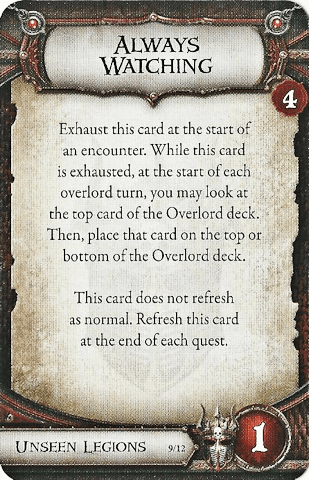 Always
Watching
4
Exhaust this card at the start of
an encounter. While this card
is exhausted, at the start of each
overlord turn, you may look at
the top card of the Overlord deck.
Then, place that card on the top or
bottom of the Overlord deck.
This card does not refresh
as normal. Refresh this card
at the end of each quest.
Unseen Legions 9/12
1